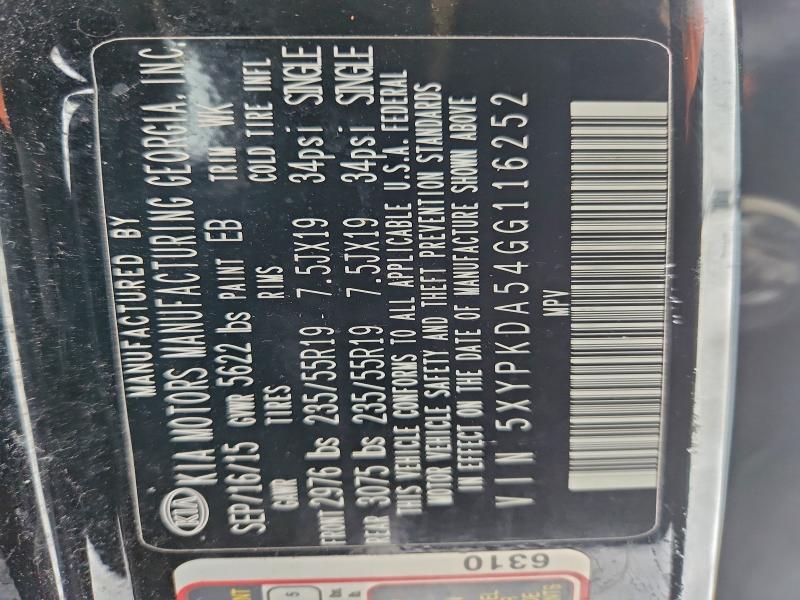 MANUFACTURED BY
KIA KIA MOTORS MANUFACTURING GEORGIA, INC.
SEP/16/15 GVWR 5622 lbs PAINT EB TRIM WK
GAWR TIRES RIMS COLD TIRE INFL
FRONT 2976 lbs 235/55R19 - 7.5JX19 34psi SINGLE
REAR 3075 lbs 235/55R19 7.5JX19 34psi SINGLE
THIS VEHICLE CONFORMS TO ALL APPLICABLE U.S.A. FEDERAL
MOTOR VEHICLE SAFETY AND THEFT PREVENTION STANDARDS
IN EFFECT ON THE DATE OF MANUFACTURE SHOWN ABOVE
VIN 5XYPKDA54GG116252
MPV
6310